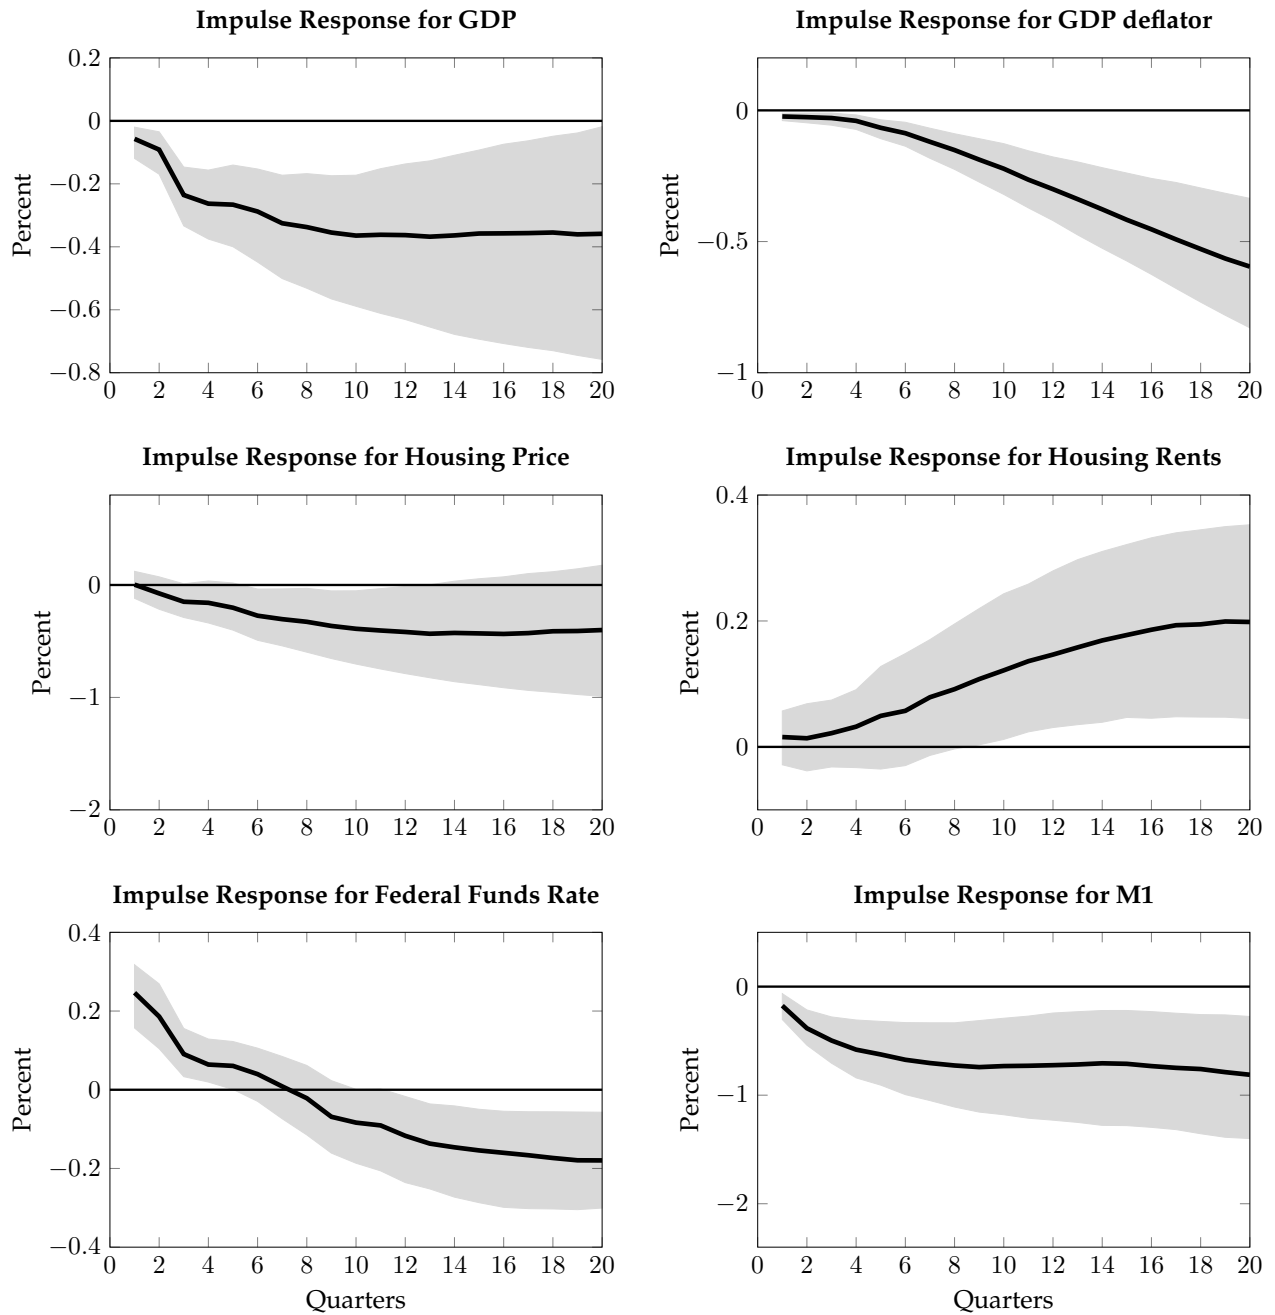 Impulse Response for GDP
Percent
0.2
0
−0.2
−0.4
−0.6
−0.8
0 2 4 6 8 10 12 14 16 18 20
Impulse Response for GDP deflator
Percent
0
−0.5
−1
0 2 4 6 8 10 12 14 16 18 20
Impulse Response for Housing Price
Percent
0
−1
−2
0 2 4 6 8 10 12 14 16 18 20
Impulse Response for Housing Rents
Percent
0.4
0.2
0
0 2 4 6 8 10 12 14 16 18 20
Impulse Response for Federal Funds Rate
Percent
0.4
0.2
0
−0.2
−0.4
0 2 4 6 8 10 12 14 16 18 20
Quarters
Impulse Response for M1
Percent
0
−1
−2
0 2 4 6 8 10 12 14 16 18 20
Quarters